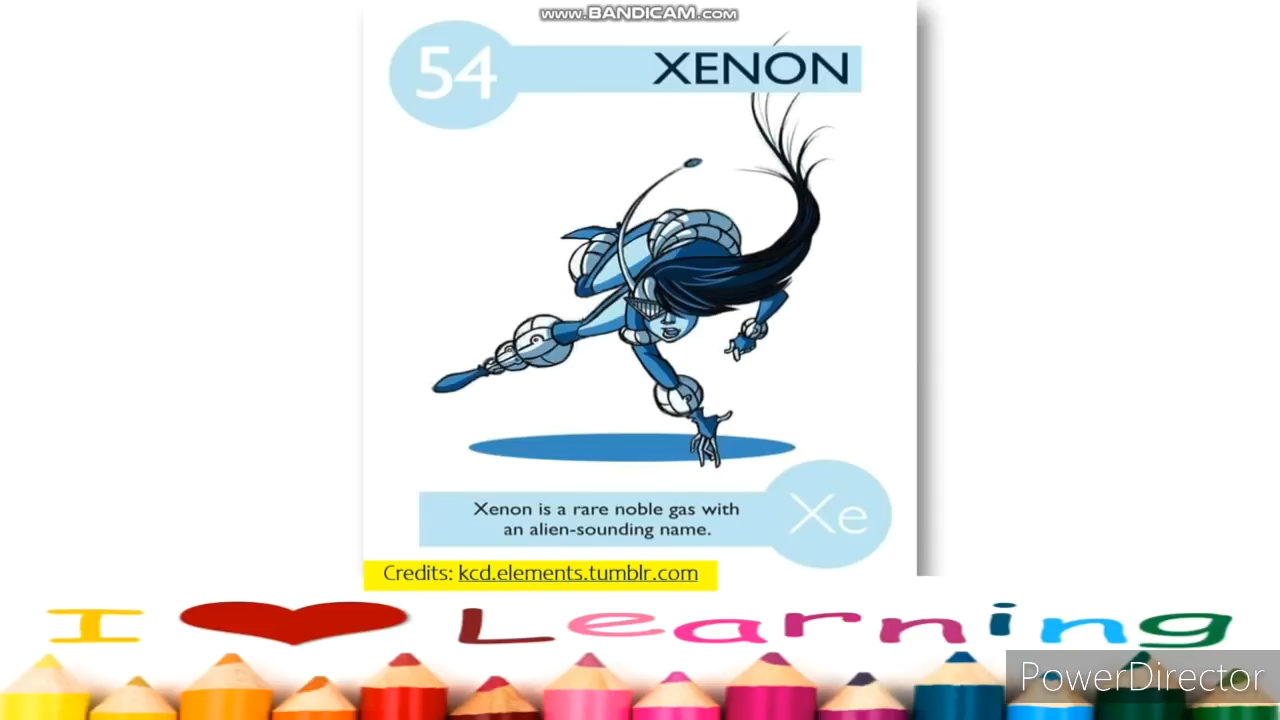 www.BANDICAM.com
54
XENON
Xenon is a rare noble gas with
an alien-sounding name.
Xe
Credits: kcd.elements.tumblr.com
I Learning
PowerDirector